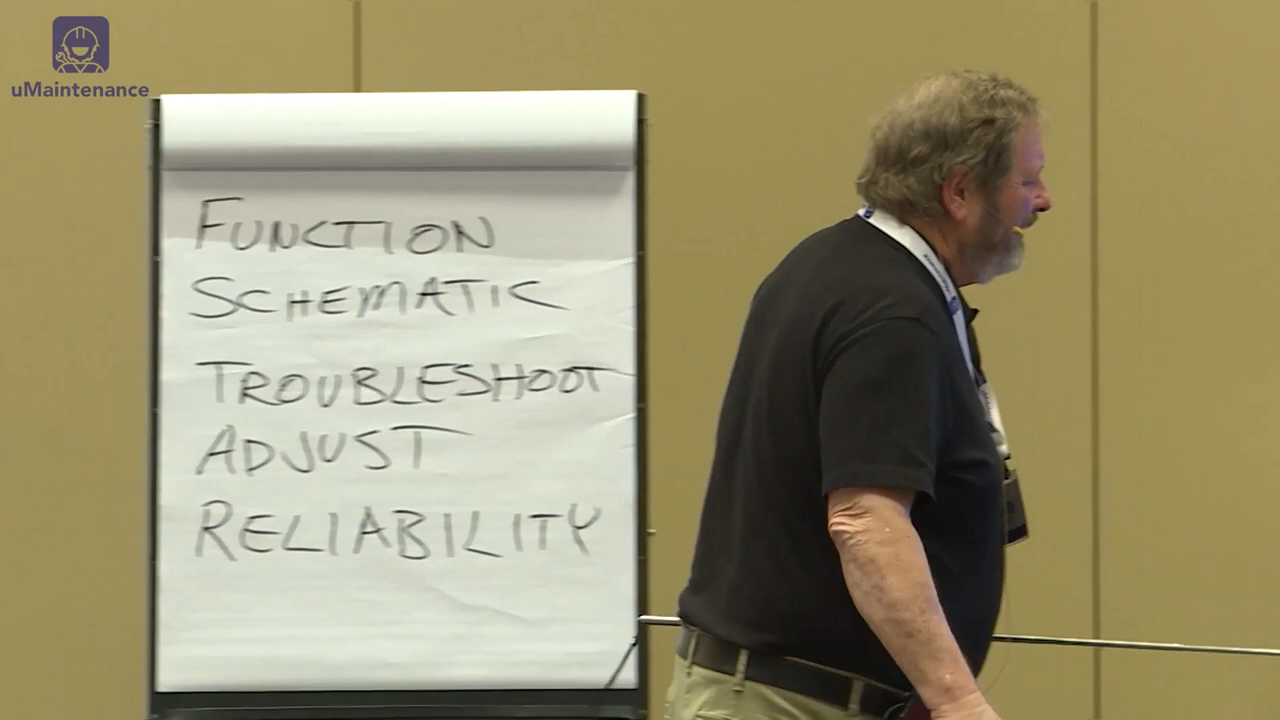 uMaintenance
FUNCTION
SCHEMATIC
TROUBLESHOOT
ADJUST
RELIABILITY